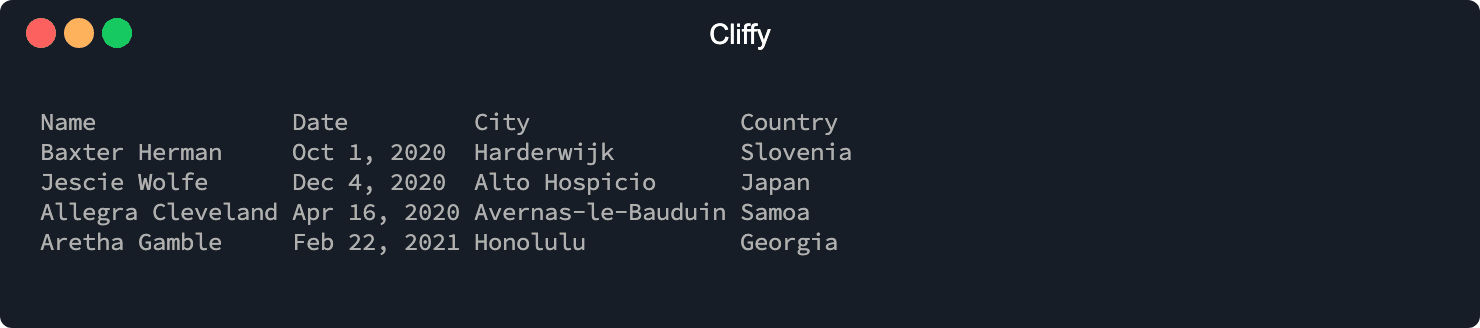 Cliffy
Name Date City Country
Baxter Herman Oct 1, 2020 Harderwijk Slovenia
Jescie Wolfe Dec 4, 2020 Alto Hospicio Japan
Allegra Cleveland Apr 16, 2020 Avernas-le-Bauduin Samoa
Aretha Gamble Feb 22, 2021 Honolulu Georgia